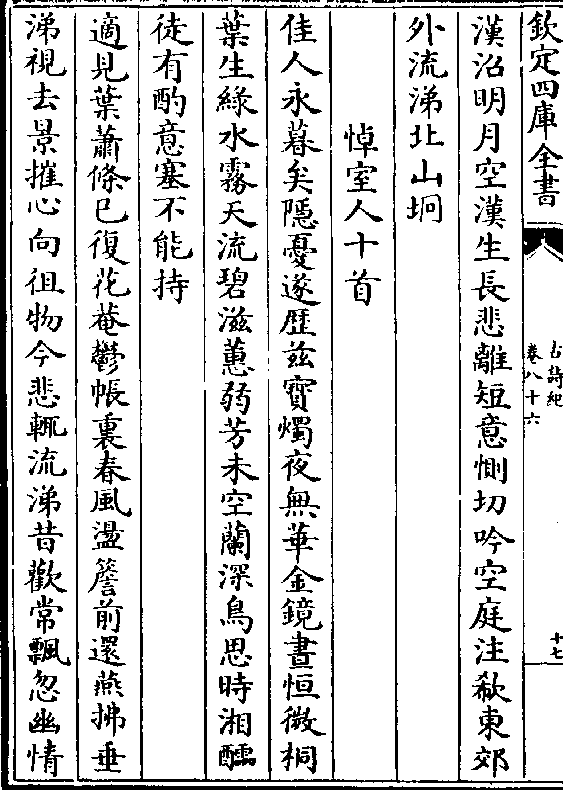 欽定四庫全書
古詩紀
卷八十六
十七
漢沼明月空漢生長悲離短意惻切吟空庭注欷東郊
外流涕北山坰
悼室人十首
佳人永暮矣隱憂遂歷兹寶燭夜無華金鏡晝恒微桐
葉生緑水霧天流碧滋蕙弱芳未空蘭深鳥思時湘醽
徒有酌意塞不能持
適見葉蕭條已復花菴鬱帳裏春風盪簷前還燕拂垂
涕視去景摧心向徂物今悲輒流涕昔歡常飄忽幽情